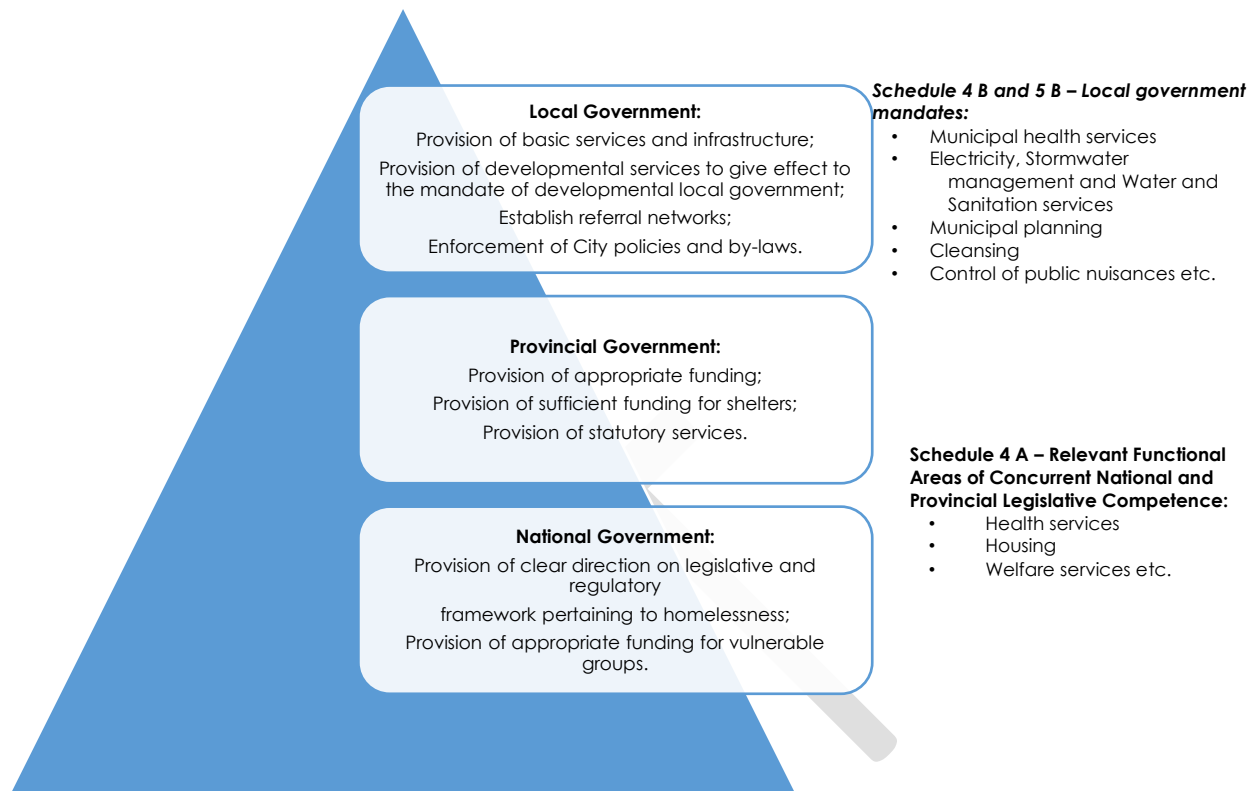 Local Government:
Provision of basic services and infrastructure;
Provision of developmental services to give effect to
the mandate of developmental local government;
Establish referral networks;
Enforcement of City policies and by-laws.
Schedule 4 B and 5 B – Local government
mandates:
• Municipal health services
• Electricity, Stormwater
management and Water and
Sanitation services
• Municipal planning
• Cleansing
• Control of public nuisances etc.
Provincial Government:
Provision of appropriate funding;
Provision of sufficient funding for shelters;
Provision of statutory services.
Schedule 4 A – Relevant Functional
Areas of Concurrent National and
Provincial Legislative Competence:
• Health services
• Housing
• Welfare services etc.
National Government:
Provision of clear direction on legislative and
regulatory
framework pertaining to homelessness;
Provision of appropriate funding for vulnerable
groups.